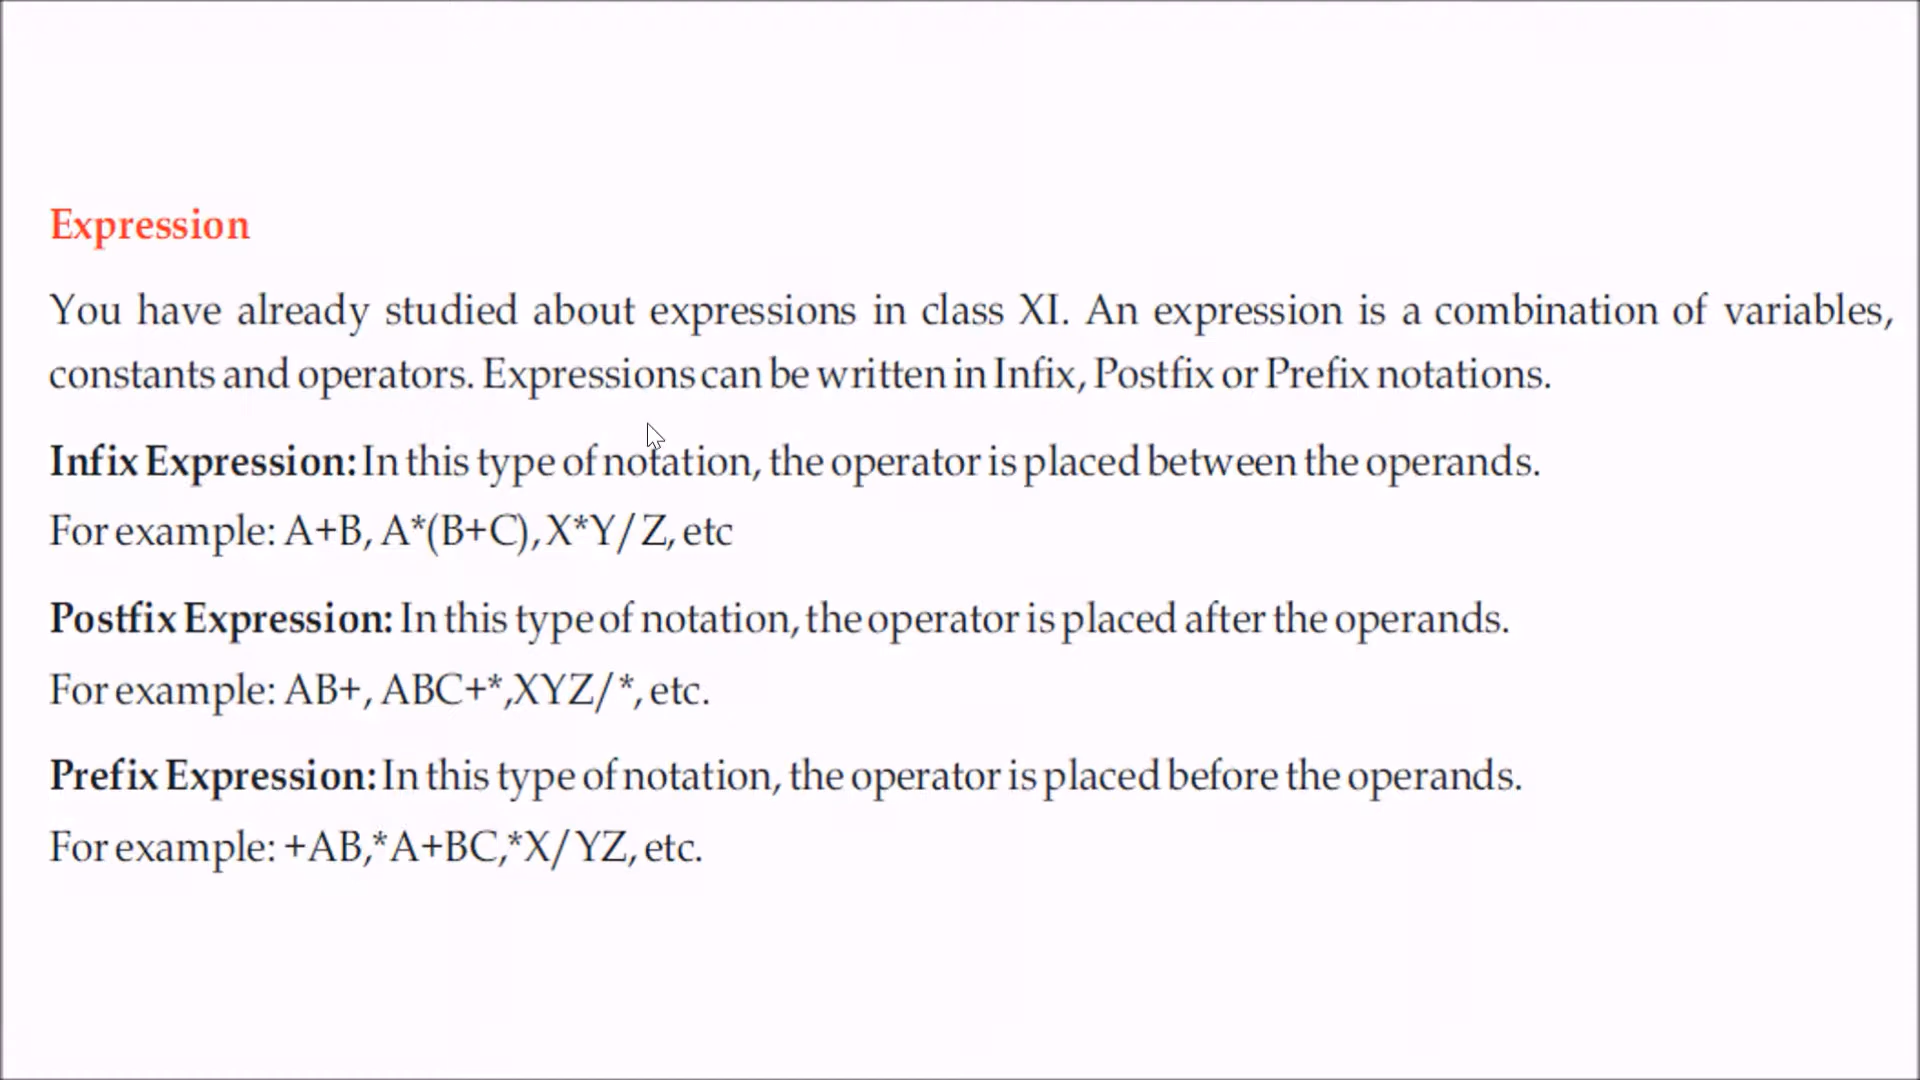 Expression
You have already studied about expressions in class XI. An expression is a combination of variables,
constants and operators. Expressions can be written in Infix, Postfix or Prefix notations.
Infix Expression: In this type of notation, the operator is placed between the operands.
For example: A+B, A*(B+C), X*Y/Z, etc
Postfix Expression: In this type of notation, the operator is placed after the operands.
For example: AB+, ABC+*,XYZ/*, etc.
Prefix Expression: In this type of notation, the operator is placed before the operands.
For example: +AB,*A+BC,*X/YZ, etc.